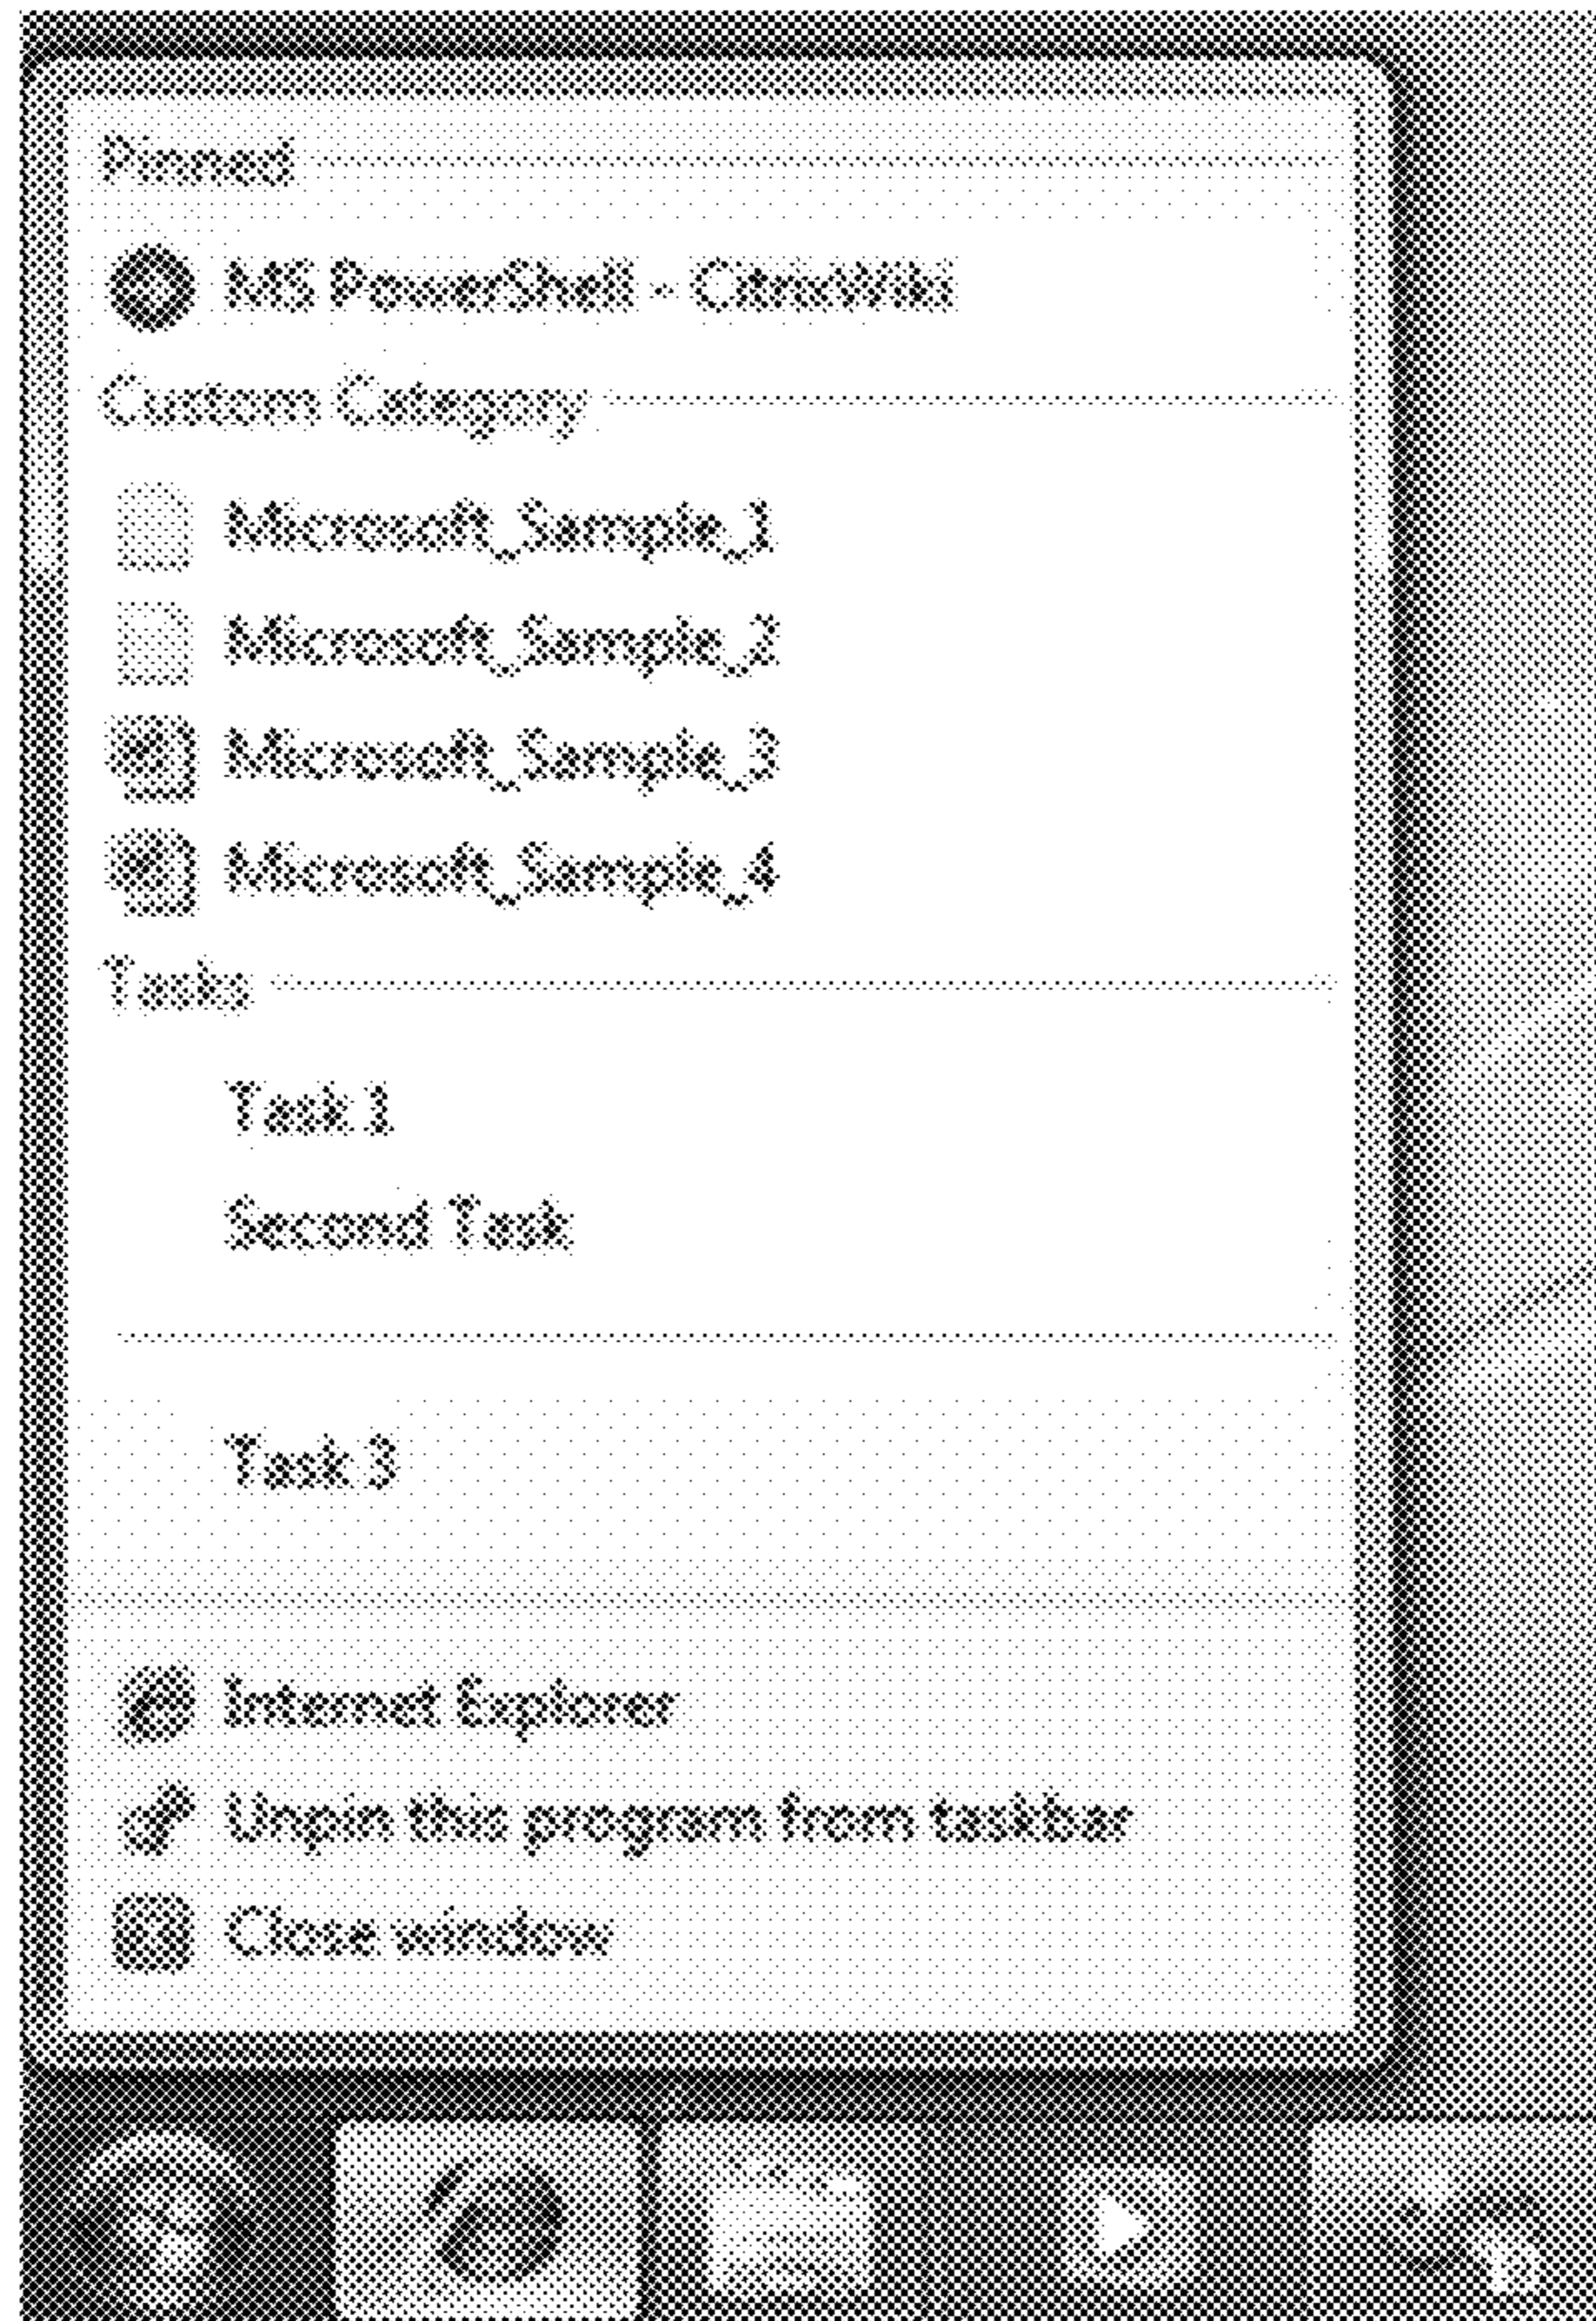 Pinned
MS PowerShell - CitrixWiki
Custom Category
Microsoft_Sample_1
Microsoft_Sample_2
Microsoft_Sample_3
Microsoft_Sample_4
Tasks
Task 1
Second Task
Task 3
Internet Explorer
Unpin this program from taskbar
Close window